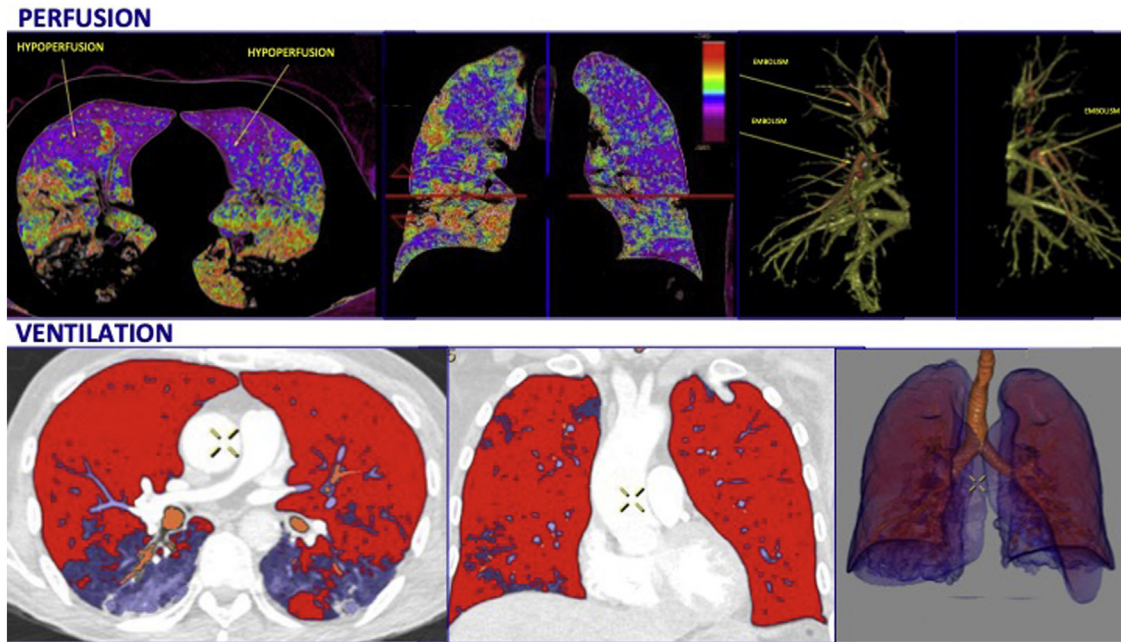 PERFUSION
HYPOPERFUSION
HYPOPERFUSION
EMBOLISM
EMBOLISM
EMBOLISM
VENTILATION